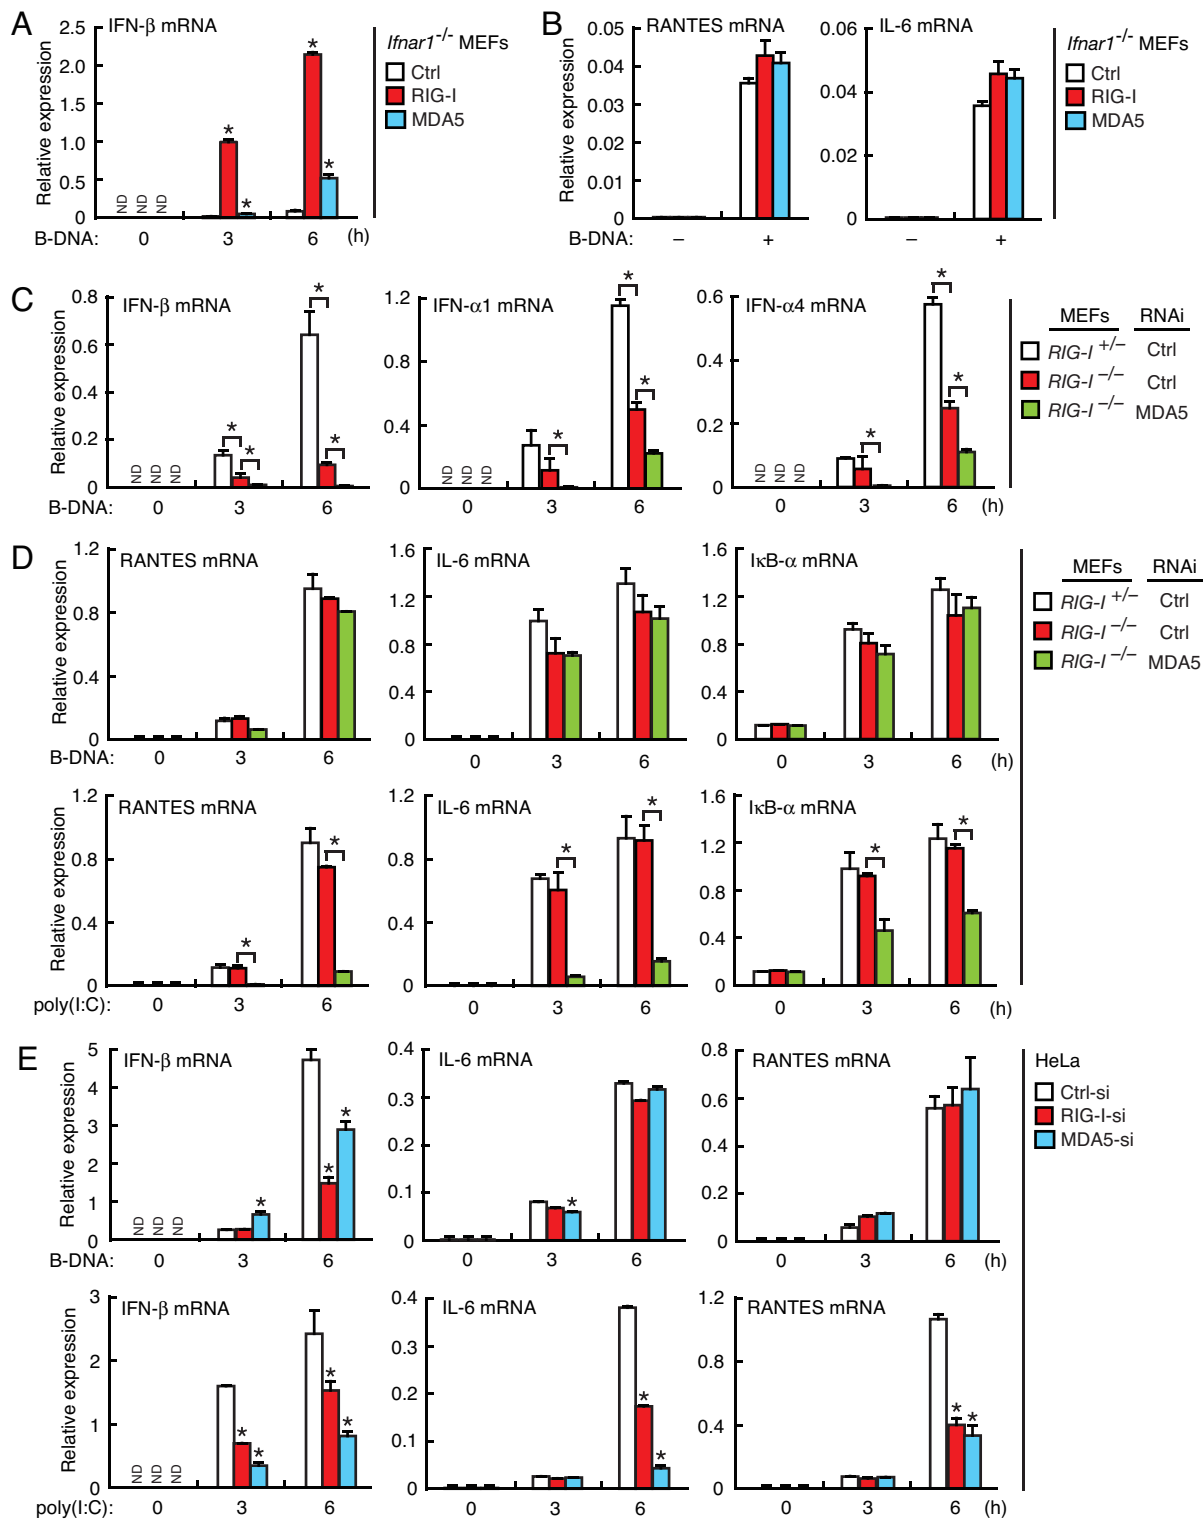 A
IFN-β mRNA
Relative expression
2.5
2.0
1.5
1.0
0.5
0
ND ND ND
*
*
*
*
B-DNA: 0 3 6 (h)
Ifnar1-/- MEFs
Ctrl
RIG-I
MDA5
B
RANTES mRNA
Relative expression
0.05
0.04
0.03
0.02
0.01
0
B-DNA: – +
IL-6 mRNA
0.06
0.04
0.02
0
– +
Ifnar1-/- MEFs
Ctrl
RIG-I
MDA5
C
IFN-β mRNA
Relative expression
0.8
0.6
0.4
0.2
0
ND ND ND
* *
* *
B-DNA: 0 3 6
IFN-α1 mRNA
1.2
0.8
0.4
0
ND ND ND
*
* *
0 3 6
IFN-α4 mRNA
0.6
0.4
0.2
0
ND ND ND
*
* *
0 3 6 (h)
MEFs RNAi
RIG-I +/– Ctrl
RIG-I –/– Ctrl
RIG-I –/– MDA5
D
RANTES mRNA
Relative expression
1.2
0.8
0.4
0
B-DNA: 0 3 6
IL-6 mRNA
1.6
1.2
0.8
0.4
0
0 3 6
IκB-α mRNA
1.6
1.2
0.8
0.4
0
0 3 6 (h)
MEFs RNAi
RIG-I +/– Ctrl
RIG-I –/– Ctrl
RIG-I –/– MDA5
RANTES mRNA
Relative expression
1.2
0.8
0.4
0
*
*
poly(I:C): 0 3 6
IL-6 mRNA
1.2
0.8
0.4
0
*
*
0 3 6
IκB-α mRNA
1.6
1.2
0.8
0.4
0
*
*
0 3 6 (h)
E
IFN-β mRNA
Relative expression
5
4
3
2
1
0
ND ND ND
*
* *
B-DNA: 0 3 6
IL-6 mRNA
0.4
0.3
0.2
0.1
0
*
0 3 6
RANTES mRNA
0.8
0.6
0.4
0.2
0
0 3 6 (h)
HeLa
Ctrl-si
RIG-I-si
MDA5-si
IFN-β mRNA
Relative expression
3
2
1
0
ND ND ND
* *
* *
poly(I:C): 0 3 6
IL-6 mRNA
0.4
0.3
0.2
0.1
0
*
*
0 3 6
RANTES mRNA
1.2
0.8
0.4
0
* *
0 3 6 (h)